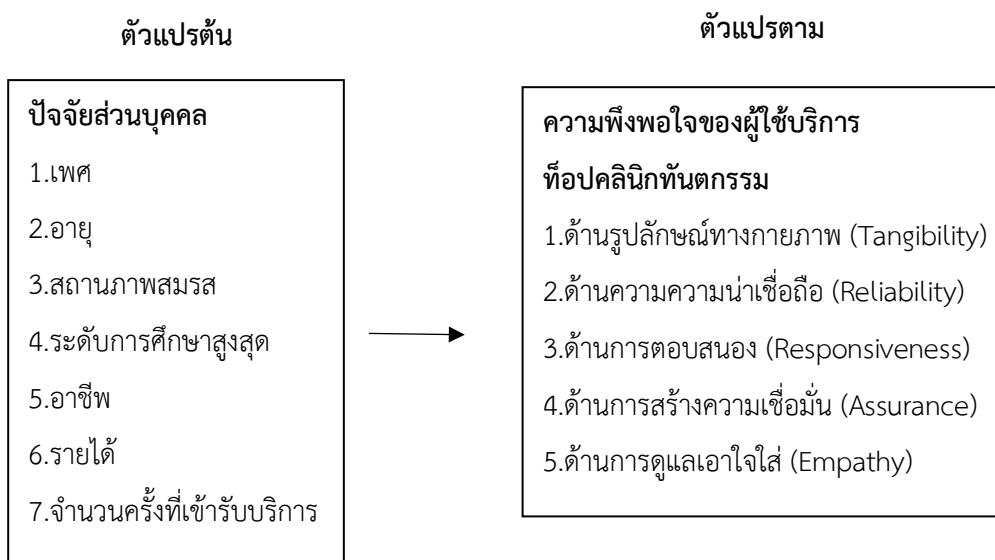 ตัวแปรต้น
ปัจจัยส่วนบุคคล
1.เพศ
2.อายุ
3.สถานภาพสมรส
4.ระดับการศึกษาสูงสุด
5.อาชีพ
6.รายได้
7.จำนวนครั้งที่เข้ารับบริการ
ตัวแปรตาม
ความพึงพอใจของผู้ใช้บริการ
ท็อปคลินิกทันตกรรม
1.ด้านรูปลักษณ์ทางกายภาพ (Tangibility)
2.ด้านความความน่าเชื่อถือ (Reliability)
3.ด้านการตอบสนอง (Responsiveness)
4.ด้านการสร้างความเชื่อมั่น (Assurance)
5.ด้านการดูแลเอาใจใส่ (Empathy)